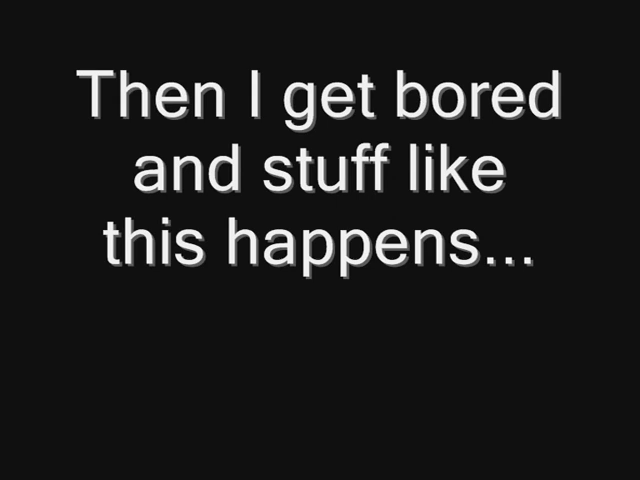 Then I get bored
and stuff like
this happens...